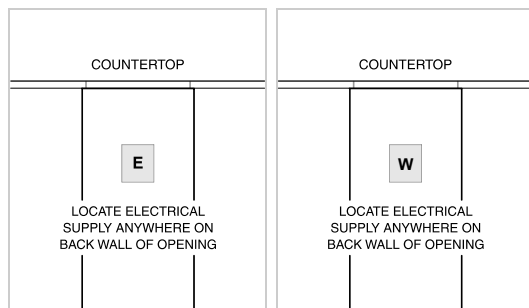 COUNTERTOP
E
LOCATE ELECTRICAL
SUPPLY ANYWHERE ON
BACK WALL OF OPENING
COUNTERTOP
W
LOCATE ELECTRICAL
SUPPLY ANYWHERE ON
BACK WALL OF OPENING